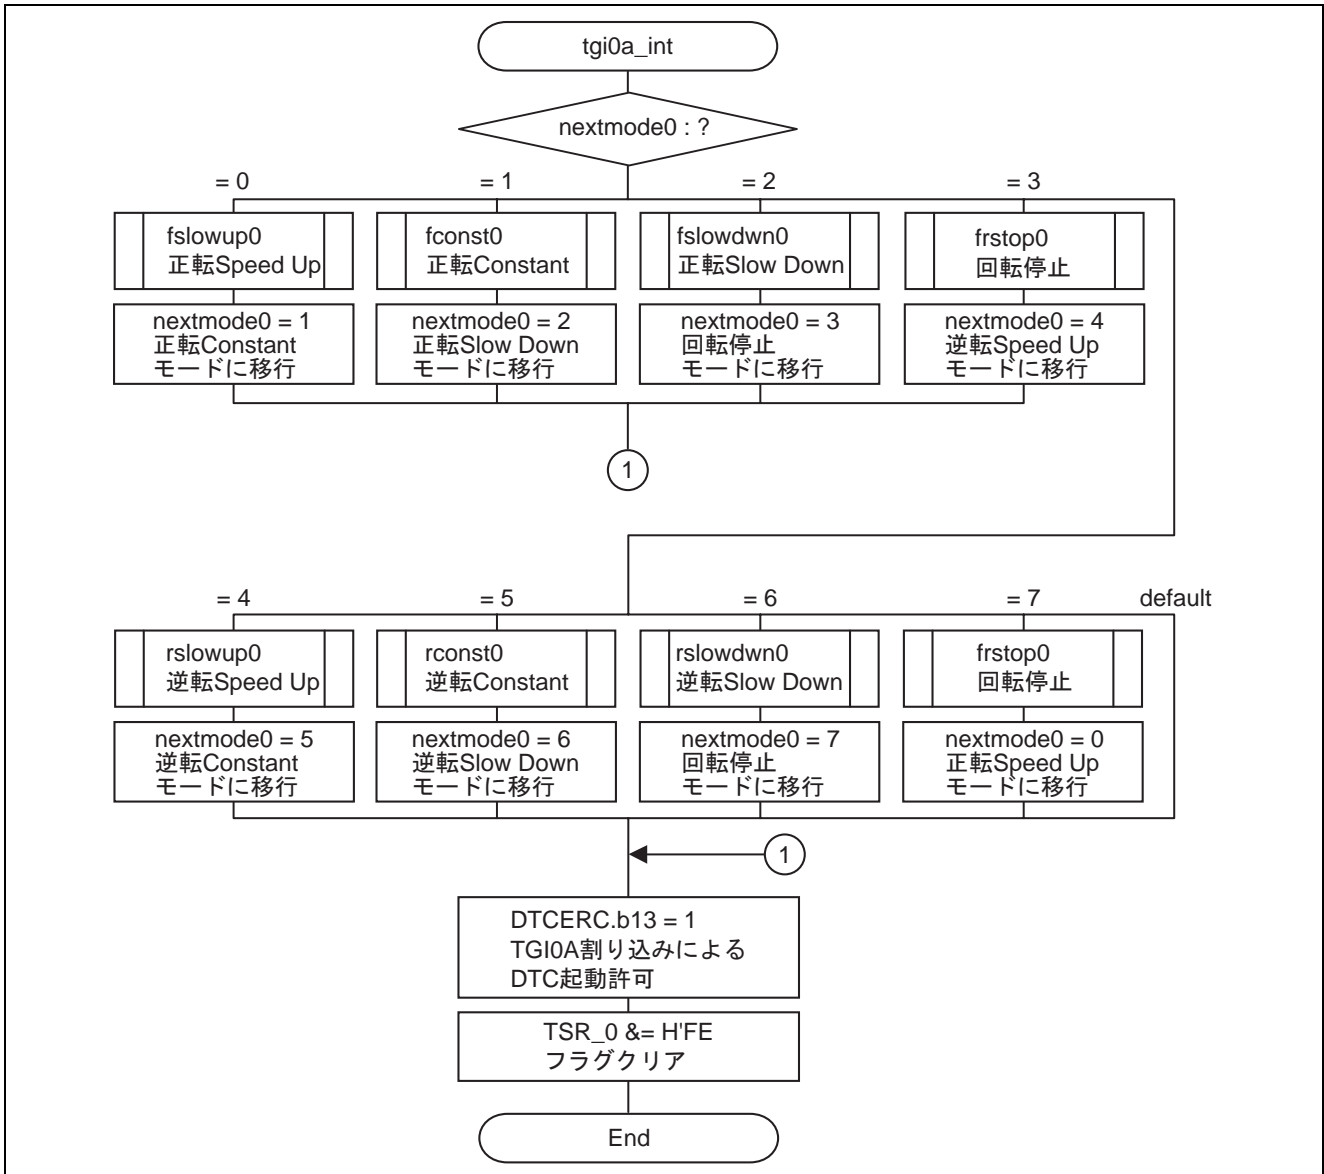 tgi0a_int
nextmode0 : ?
= 0
= 1
= 2
= 3
fslowup0
正転Speed Up
fconst0
正転Constant
fslowdwn0
正転Slow Down
frstop0
回転停止
nextmode0 = 1
正転Constant
モードに移行
nextmode0 = 2
正転Slow Down
モードに移行
nextmode0 = 3
回転停止
モードに移行
nextmode0 = 4
逆転Speed Up
モードに移行
1
= 4
= 5
= 6
= 7
default
rslowup0
逆転Speed Up
rconst0
逆転Constant
rslowdwn0
逆転Slow Down
frstop0
回転停止
nextmode0 = 5
逆転Constant
モードに移行
nextmode0 = 6
逆転Slow Down
モードに移行
nextmode0 = 7
回転停止
モードに移行
nextmode0 = 0
正転Speed Up
モードに移行
1
DTCERC.b13 = 1
TGI0A割り込みによる
DTC起動許可
TSR_0 &= H'FE
フラグクリア
End